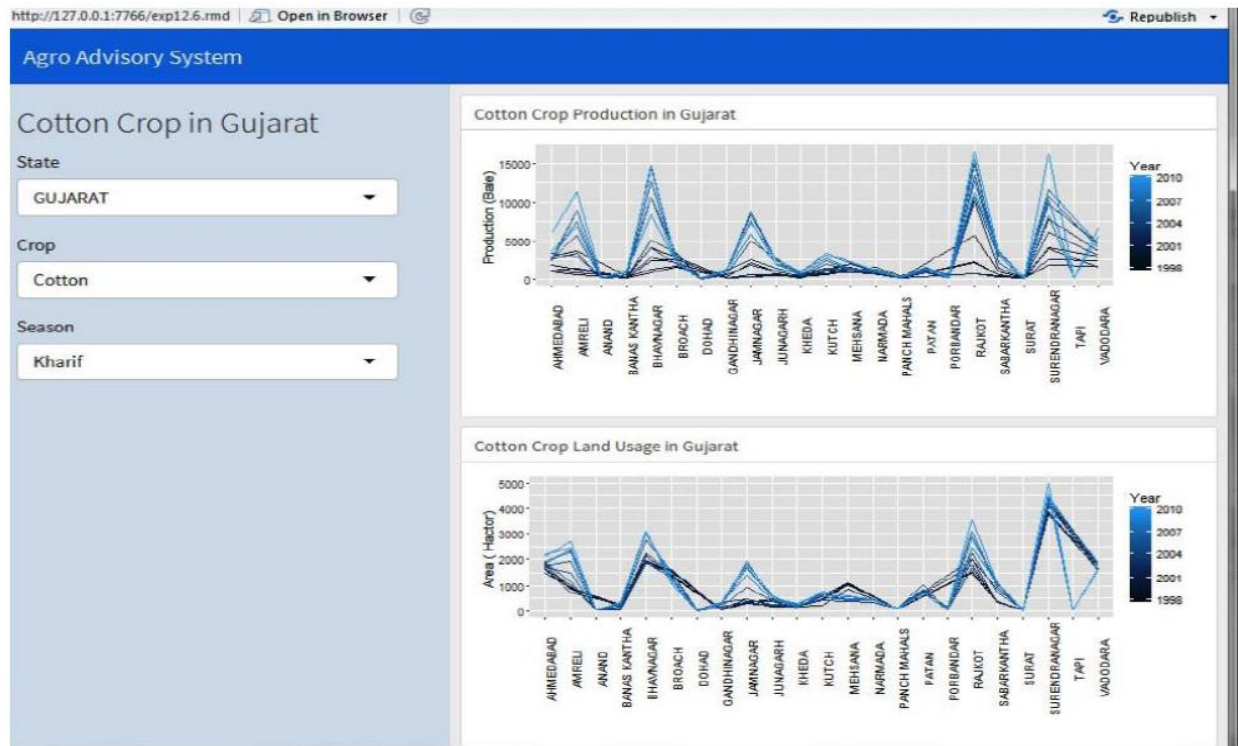 http://127.0.0.1:7766/exp12.6.rmd Open in Browser Republish
Agro Advisory System
Cotton Crop in Gujarat
State
GUJARAT
Crop
Cotton
Season
Kharif
Cotton Crop Production in Gujarat
Production (Bale)
15000
10000
5000
0
AHMEDABAD
AMRELI
ANAND
BANAS KANTHA
BHAVNAGAR
BROACH
DOHAD
GANDHINAGAR
JAMNAGAR
JUNAGARH
KHEDA
KUTCH
MEHSANA
NARMADA
PANCH MAHALS
PATAN
PORBANDAR
RAJKOT
SABARKANTHA
SURAT
SURENDRANAGAR
TAPI
VADODARA
Year
2010
2007
2004
2001
1998
Cotton Crop Land Usage in Gujarat
Area ( Hactor)
5000
4000
3000
2000
1000
0
AHMEDABAD
AMRELI
ANAND
BANAS KANTHA
BHAVNAGAR
BROACH
DOHAD
GANDHINAGAR
JAMNAGAR
JUNAGARH
KHEDA
KUTCH
MEHSANA
NARMADA
PANCH MAHALS
PATAN
PORBANDAR
RAJKOT
SABARKANTHA
SURAT
SURENDRANAGAR
TAPI
VADODARA
Year
2010
2007
2004
2001
1998